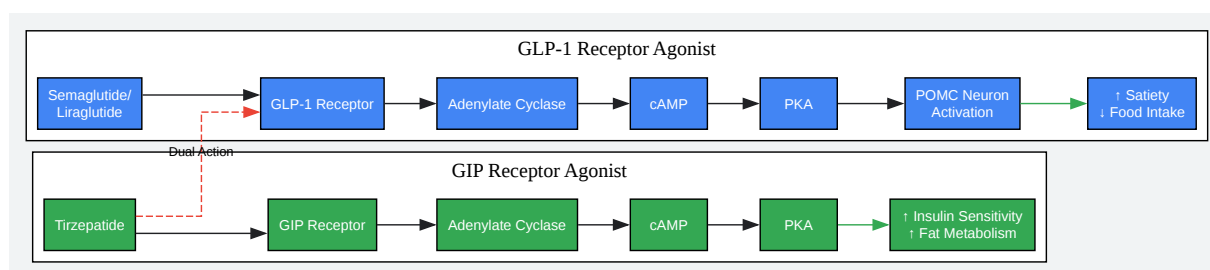 GLP-1 Receptor Agonist
Semaglutide/
Liraglutide
GLP-1 Receptor
Adenylate Cyclase
cAMP
PKA
POMC Neuron
Activation
↑ Satiety
↓ Food Intake
Dual Action
GIP Receptor Agonist
Tirzepatide
GIP Receptor
Adenylate Cyclase
cAMP
PKA
↑ Insulin Sensitivity
↑ Fat Metabolism